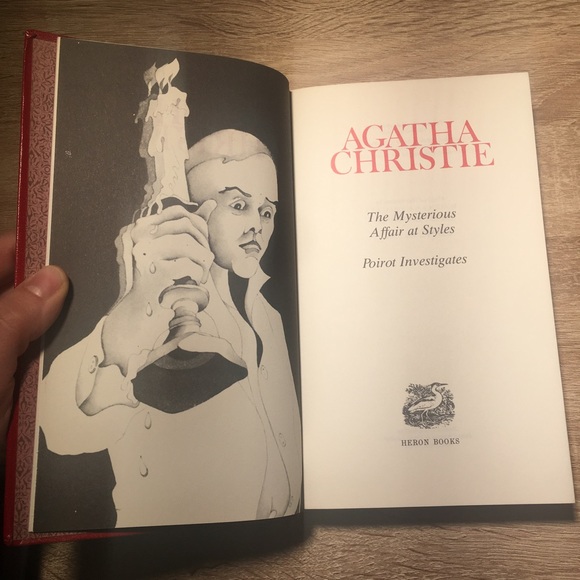 AGATHA
CHRISTIE
The Mysterious
Affair at Styles
Poirot Investigates
HERON BOOKS